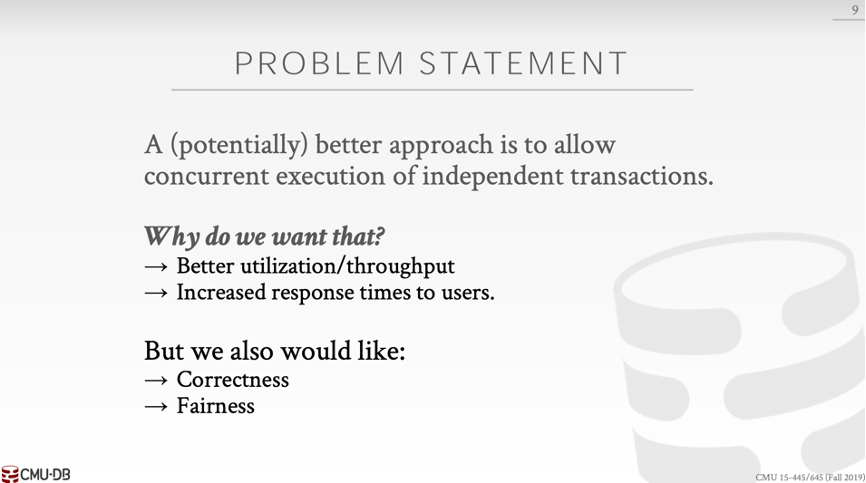 9
PROBLEM STATEMENT
A (potentially) better approach is to allow
concurrent execution of independent transactions.
Why do we want that?
→ Better utilization/throughput
→ Increased response times to users.
But we also would like:
→ Correctness
→ Fairness
CMU·DB
CMU 15-445/645 (Fall 2019)